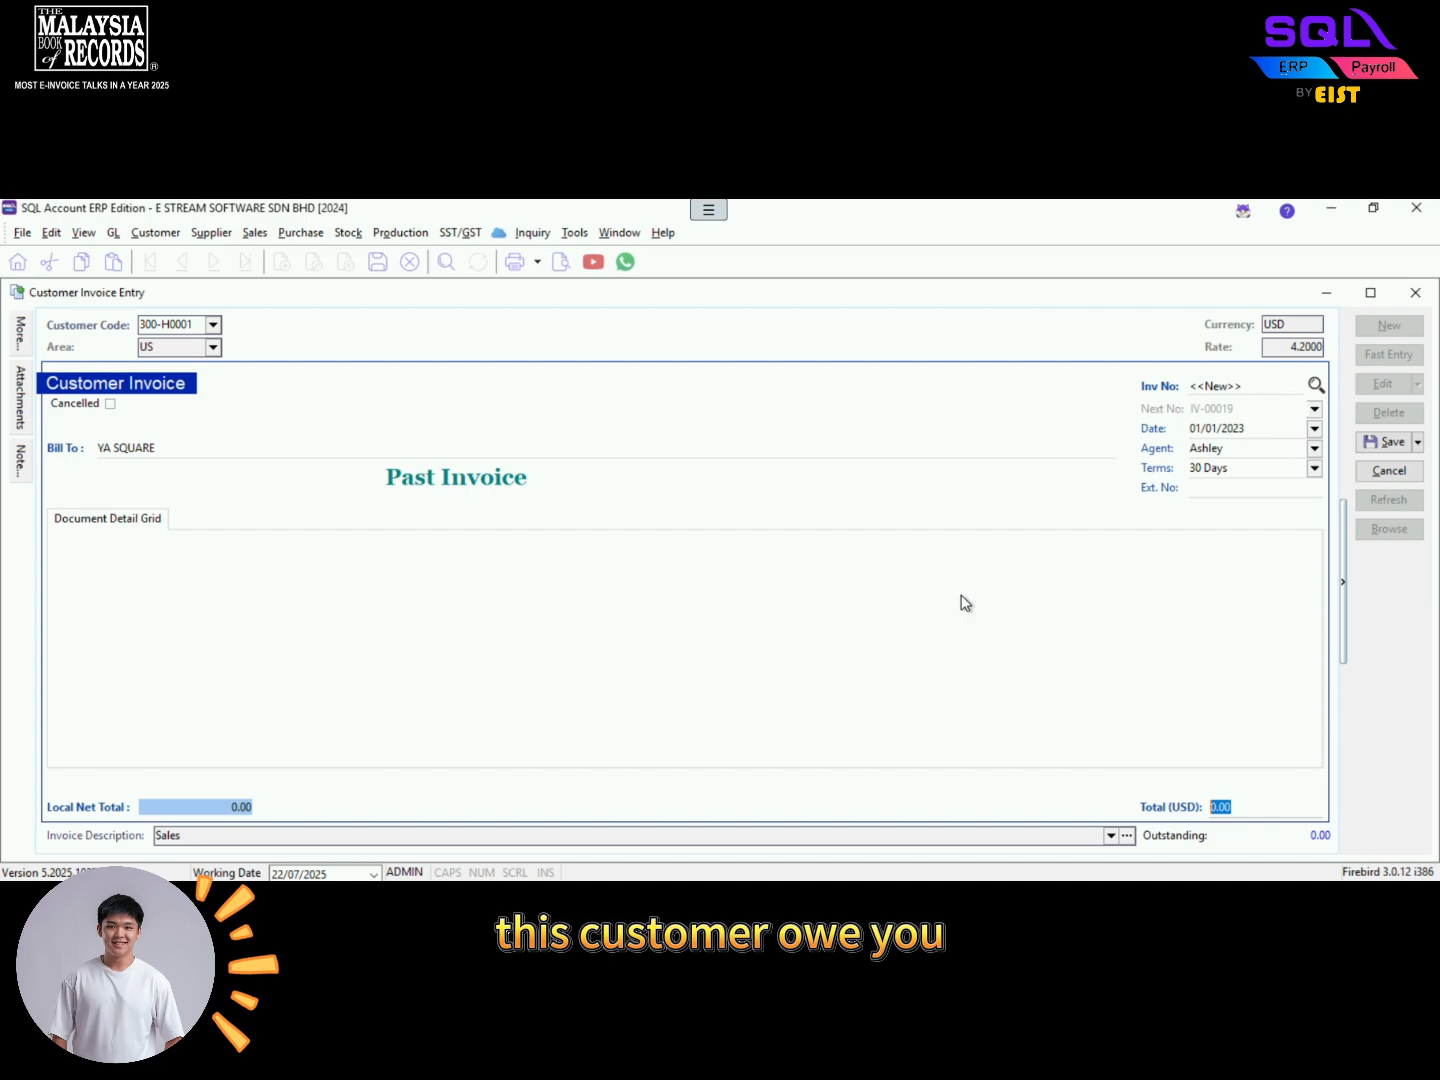 THE
MALAYSIA
BOOK
of RECORDS®
MOST E-INVOICE TALKS IN A YEAR 2025
SQL
ERP Payroll
BY EIST
SQL Account ERP Edition - E STREAM SOFTWARE SDN BHD [2024]
File Edit View GL Customer Supplier Sales Purchase Stock Production SST/GST Inquiry Tools Window Help
Customer Invoice Entry
More...
Attachments
Note...
Customer Code: 300-H0001
Currency: USD
Area: US
Rate: 4.2000
Customer Invoice
Cancelled
Inv No: <<New>>
Next No: IV-00019
Date: 01/01/2023
Bill To : YA SQUARE
Agent: Ashley
Terms: 30 Days
Past Invoice
Ext. No:
Document Detail Grid
New
Fast Entry
Edit
Delete
Save
Cancel
Refresh
Browse
Local Net Total : 0.00
Total (USD): 0.00
Invoice Description: Sales
Outstanding: 0.00
Working Date 22/07/2025 ADMIN CAPS NUM SCRL INS
Firebird 3.0.12 i386
this customer owe you